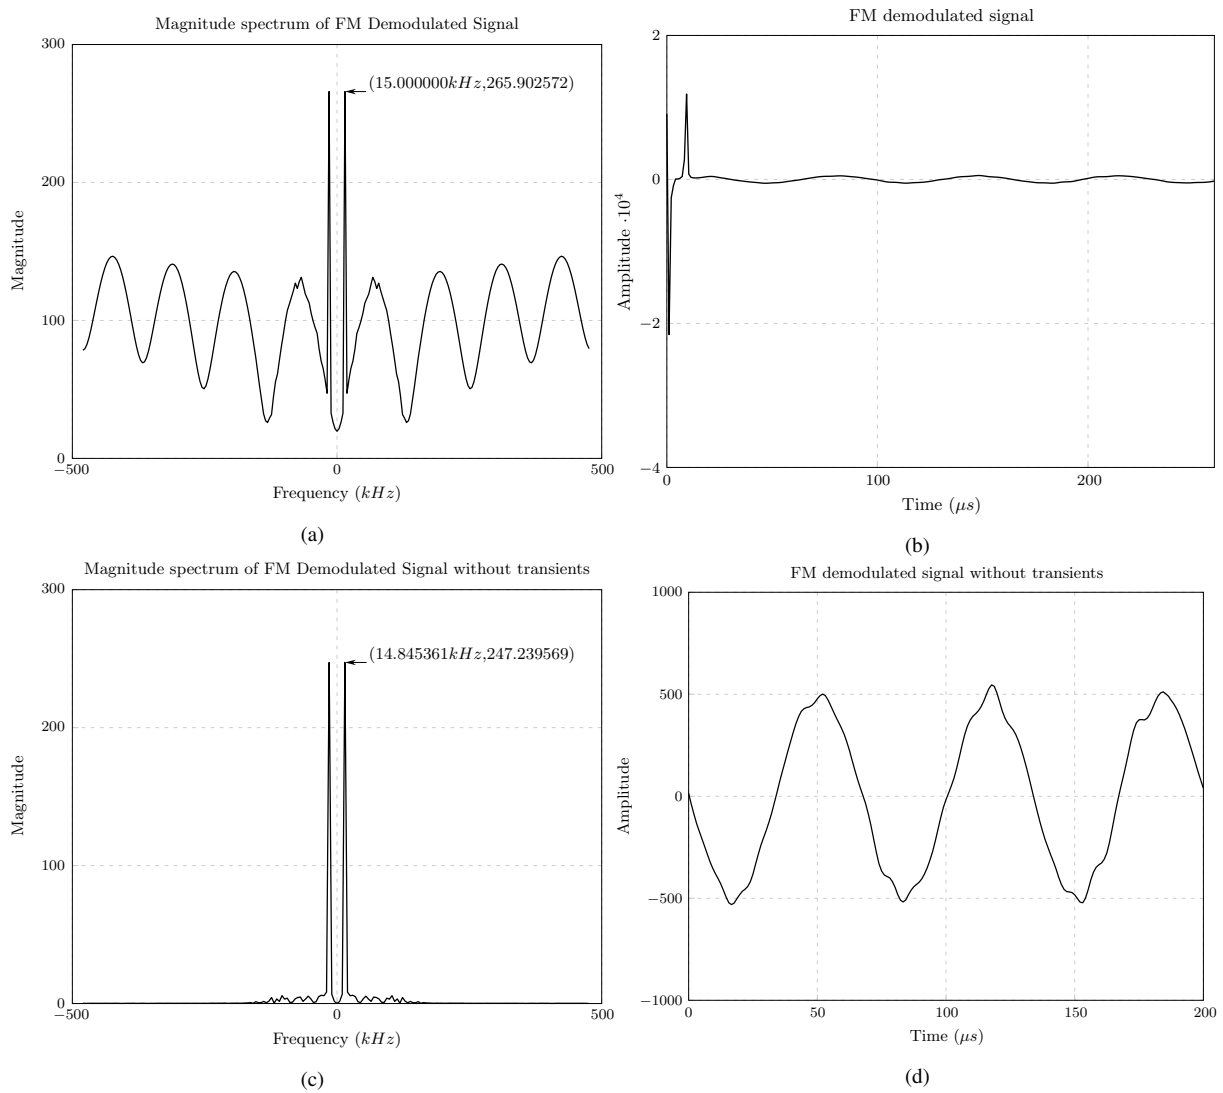 Magnitude spectrum of FM Demodulated Signal
300
200
100
0
−500
0
500
Magnitude
(15.000000kHz,265.902572)
Frequency (kHz)
(a)
FM demodulated signal
2
0
−2
−4
0
100
200
Amplitude ·10⁴
Time (μs)
(b)
Magnitude spectrum of FM Demodulated Signal without transients
300
200
100
0
−500
0
500
Magnitude
(14.845361kHz,247.239569)
Frequency (kHz)
(c)
FM demodulated signal without transients
1000
500
0
−500
−1000
0
50
100
150
200
Amplitude
Time (μs)
(d)